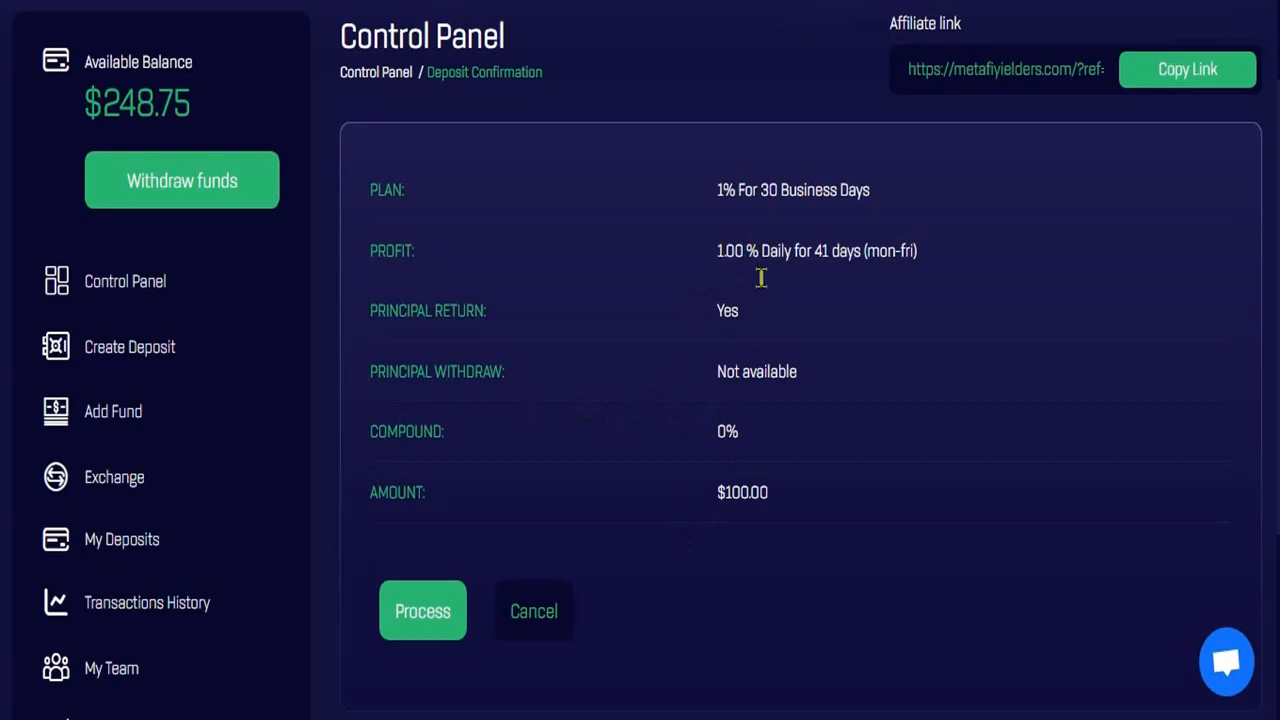 Available Balance
$248.75
Withdraw funds
Control Panel
Create Deposit
Add Fund
Exchange
My Deposits
Transactions History
My Team
Control Panel
Control Panel / Deposit Confirmation
Affiliate link
https://metafiyielders.com/?ref=
Copy Link
PLAN: 1% For 30 Business Days
PROFIT: 1.00 % Daily for 41 days (mon-fri)
PRINCIPAL RETURN: Yes
PRINCIPAL WITHDRAW: Not available
COMPOUND: 0%
AMOUNT: $100.00
Process Cancel